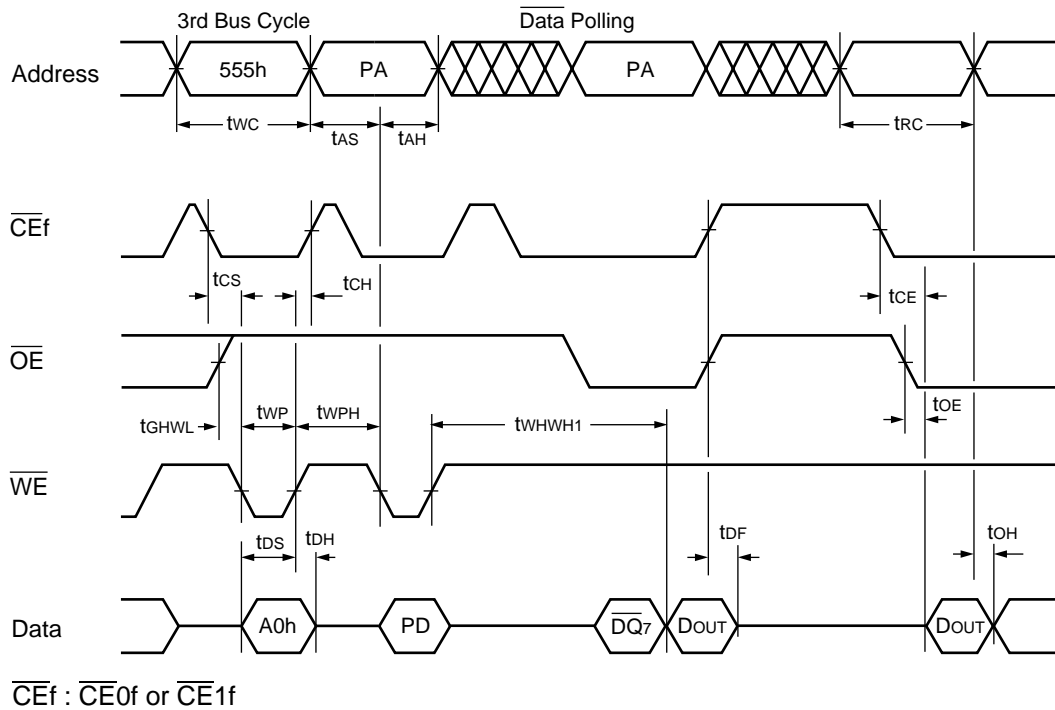 3rd Bus Cycle
Data Polling
Address
555h
PA
PA
tWC
tAS
tAH
tRC
CEf
tCS
tCH
tCE
OE
tGHWL
tWP
tWPH
tWHWH1
tOE
WE
tDS
tDH
tDF
tOH
Data
A0h
PD
DQ7
DOUT
DOUT
CEf : CE0f or CE1f